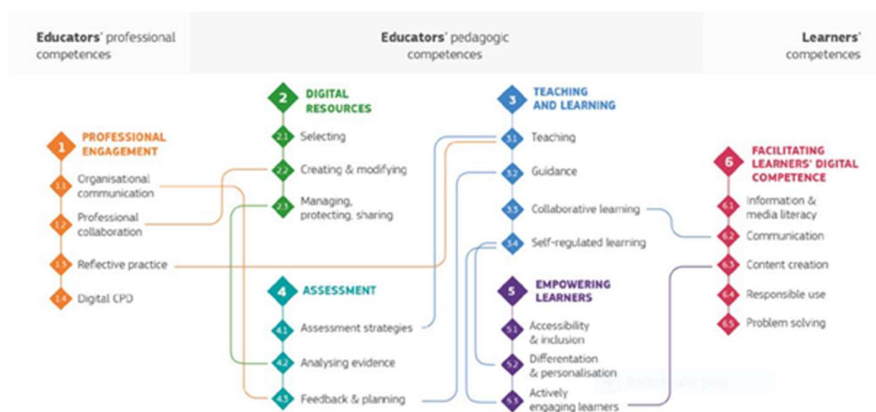 Educators' professional
competences
Educators' pedagogic
competences
Learners'
competences
1
PROFESSIONAL
ENGAGEMENT
1.1
Organisational
communication
1.2
Professional
collaboration
1.3
Reflective practice
1.4
Digital CPD
2
DIGITAL
RESOURCES
2.1
Selecting
2.2
Creating & modifying
2.3
Managing,
protecting, sharing
4
ASSESSMENT
4.1
Assessment strategies
4.2
Analysing evidence
4.3
Feedback & planning
3
TEACHING
AND LEARNING
3.1
Teaching
3.2
Guidance
3.3
Collaborative learning
3.4
Self-regulated learning
5
EMPOWERING
LEARNERS
5.1
Accessibility
& inclusion
5.2
Differentation
& personalisation
5.3
Actively
engaging learners
6
FACILITATING
LEARNERS' DIGITAL
COMPETENCE
6.1
Information &
media literacy
6.2
Communication
6.3
Content creation
6.4
Responsible use
6.5
Problem solving